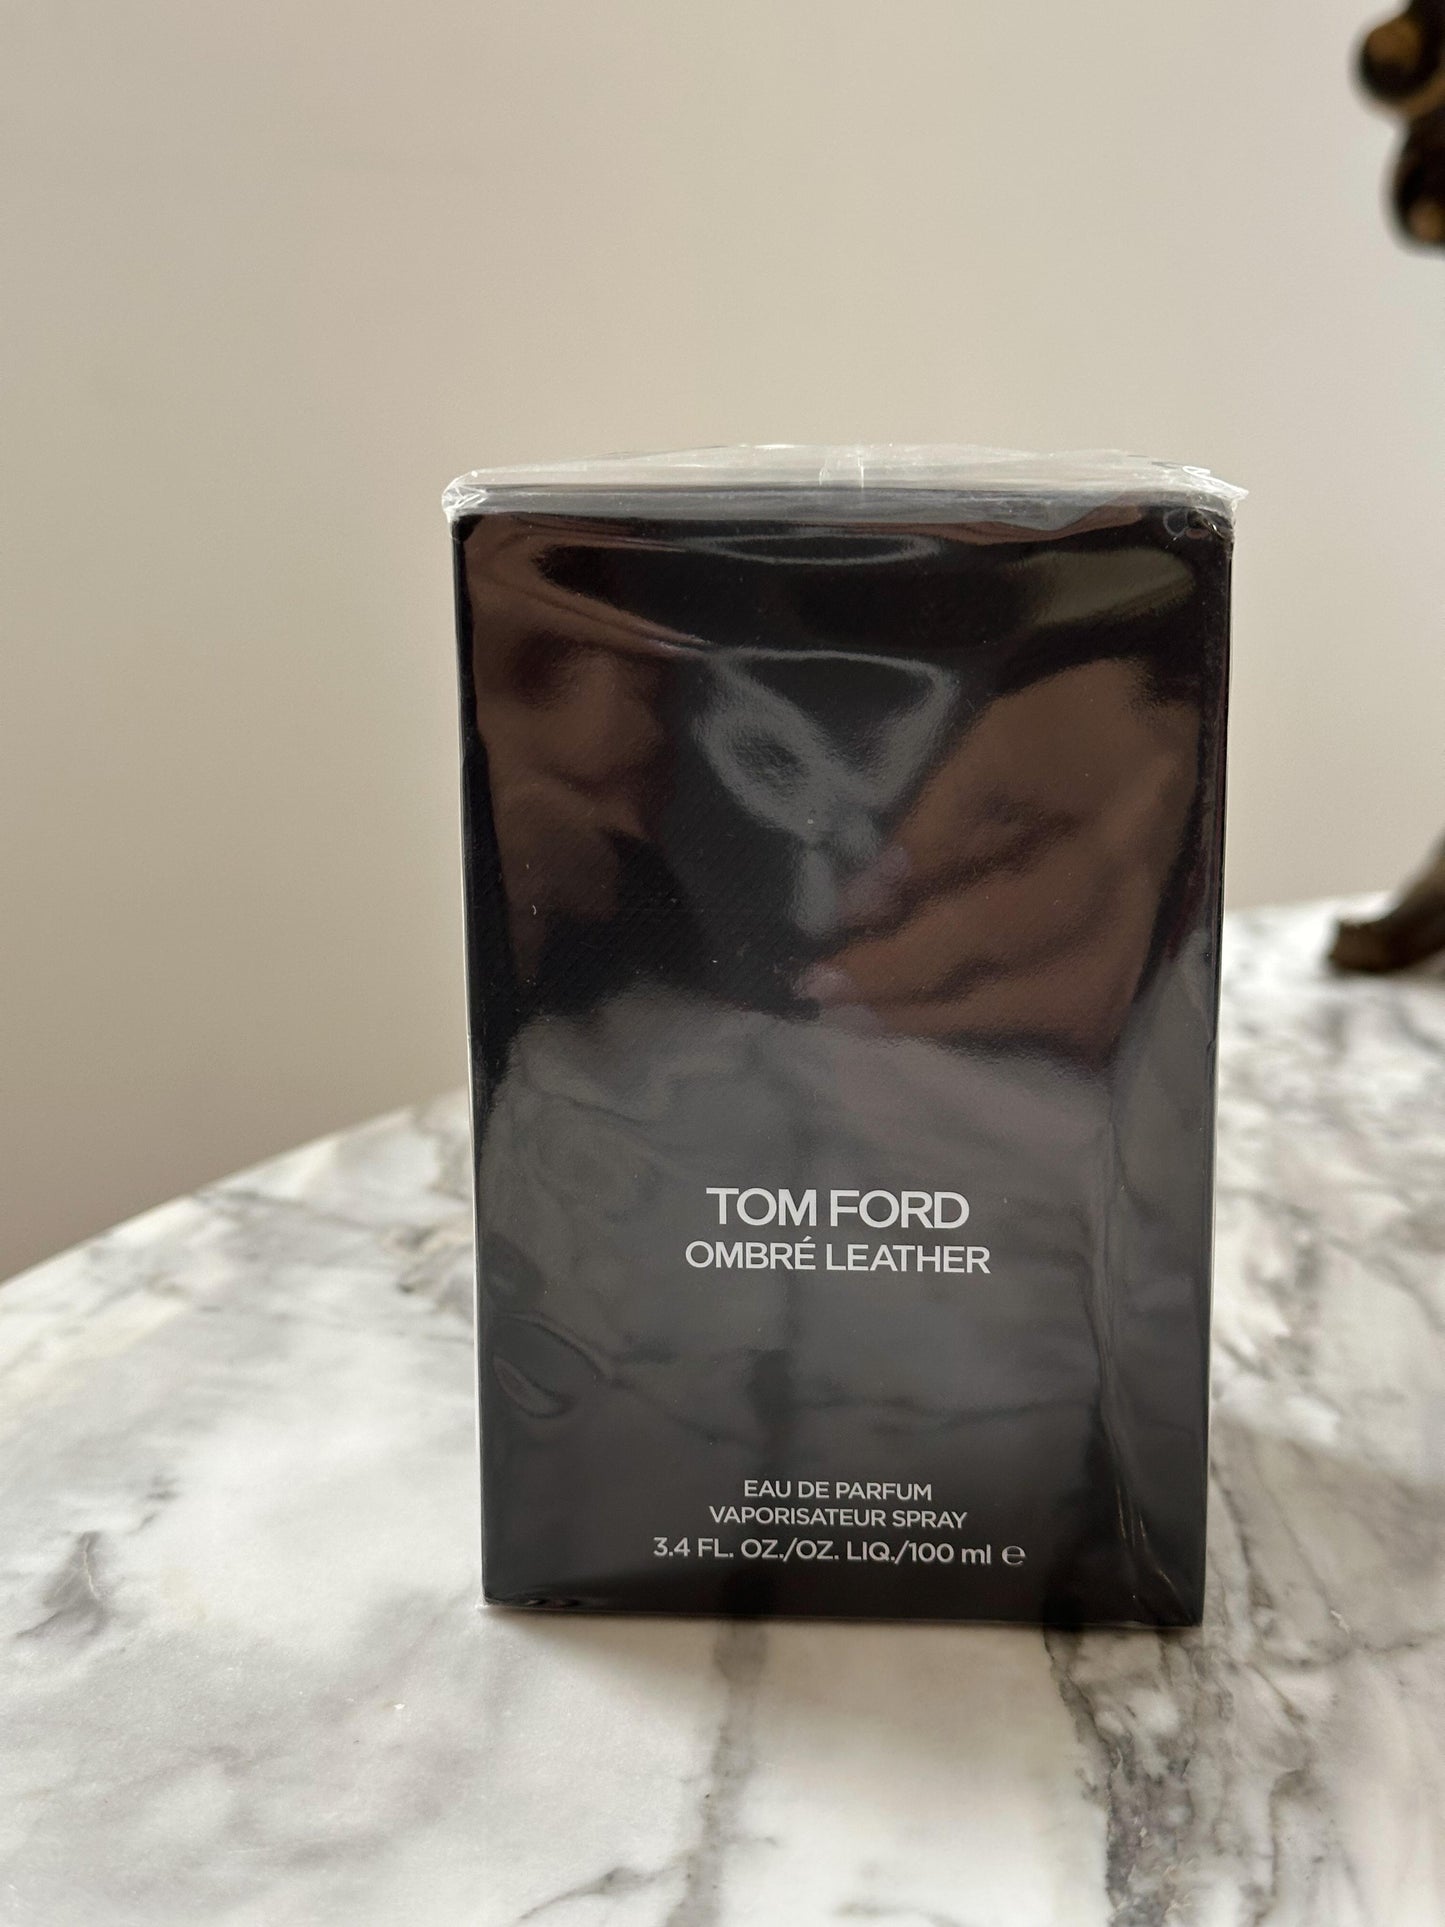 TOM FORD
OMBRÉ LEATHER
EAU DE PARFUM
VAPORISATEUR SPRAY
3.4 FL. OZ./OZ. LIQ./100 ml ℮